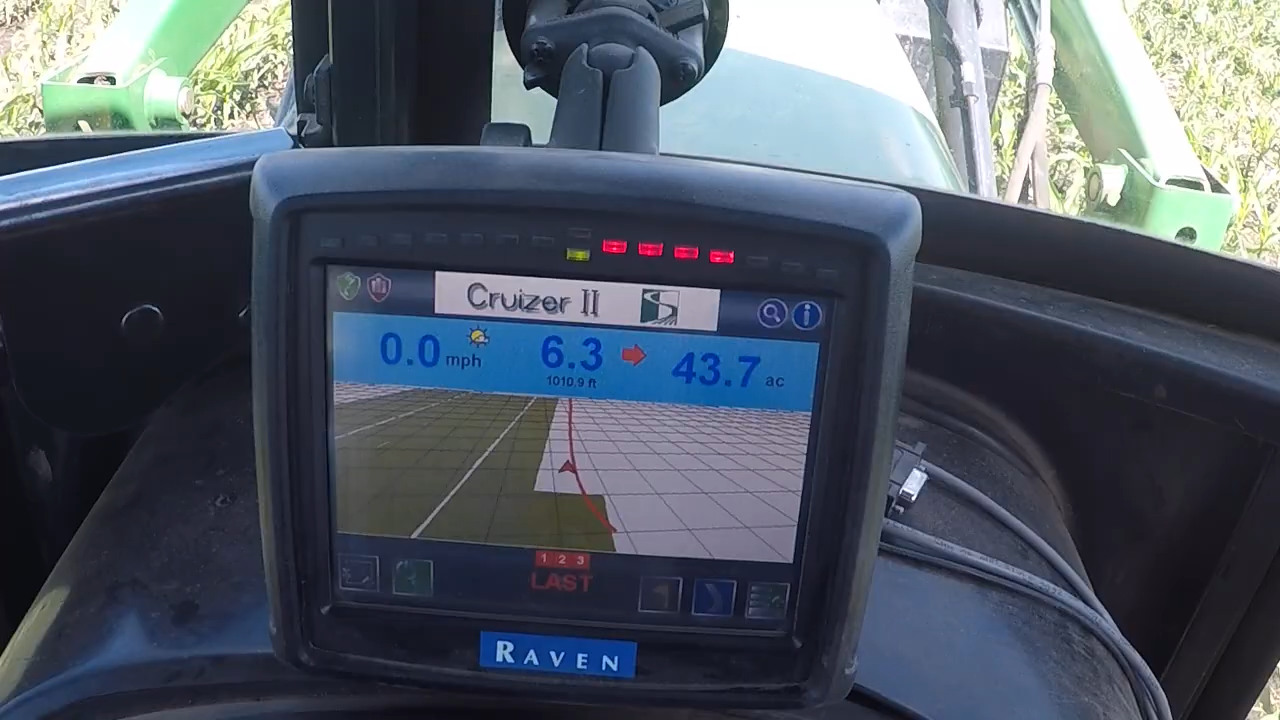 Cruizer II
0.0 mph 6.3 43.7 ac
1010.9 ft
1 2 3
LAST
RAVEN